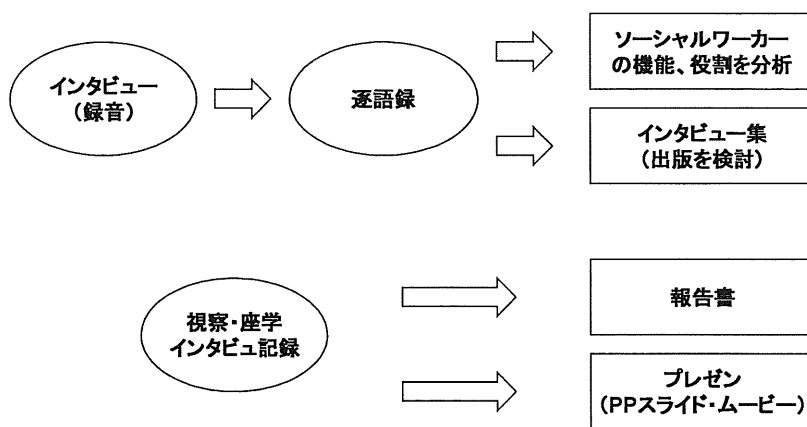 インタビュー
（録音）
逐語録
ソーシャルワーカー
の機能、役割を分析
インタビュー集
（出版を検討）
視察・座学
インタビュ記録
報告書
プレゼン
（PPスライド・ムービー）